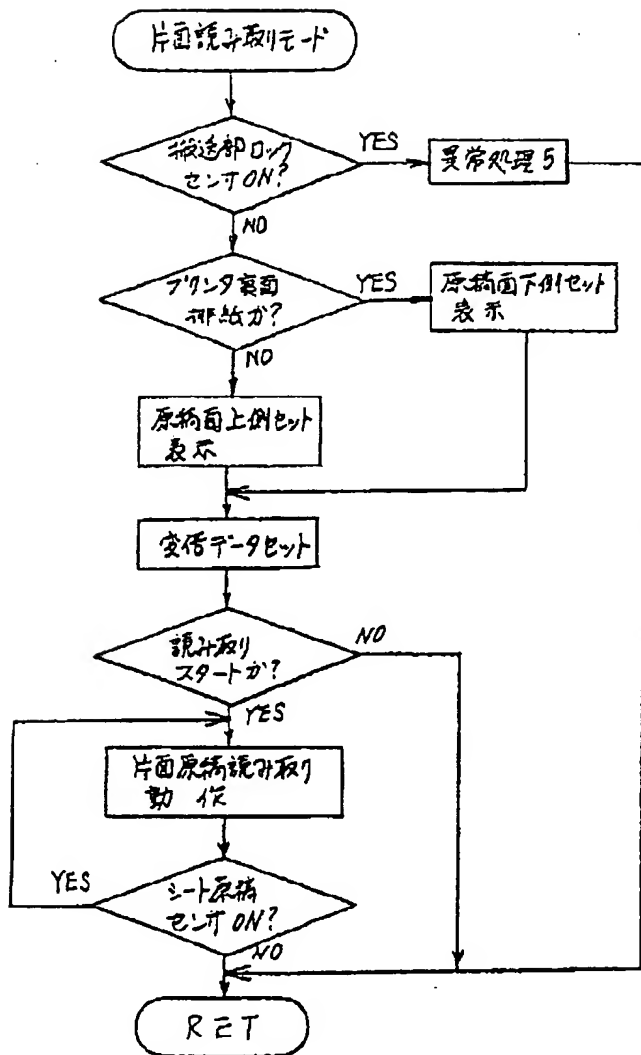 片面読み取りモード
搬送部ロック
センサON?
YES
異常処理5
NO
プリンタ裏面
排紙か?
YES
原稿面下側セット
表示
NO
原稿面上側セット
表示
変倍データセット
読み取り
スタートか?
NO
YES
片面原稿読み取り
動作
YES
シート原稿
センサON?
NO
RET